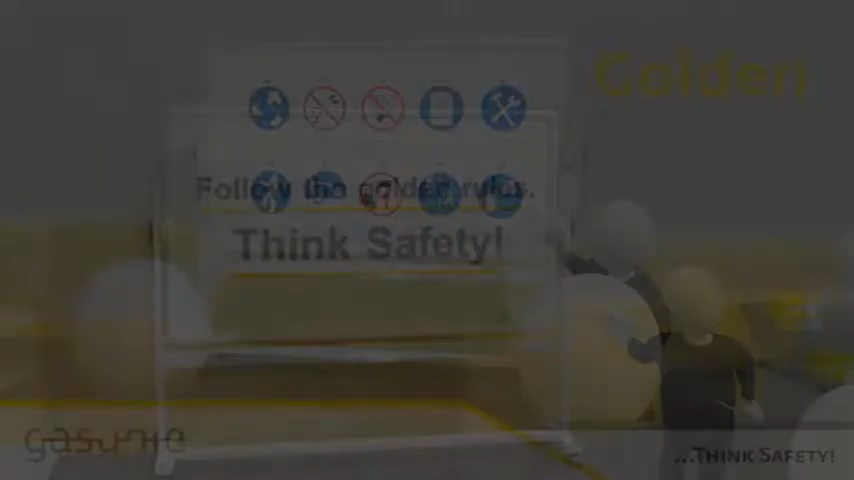 Golden
Follow the golden rules.
Think Safety!
gasunie
...THINK SAFETY!